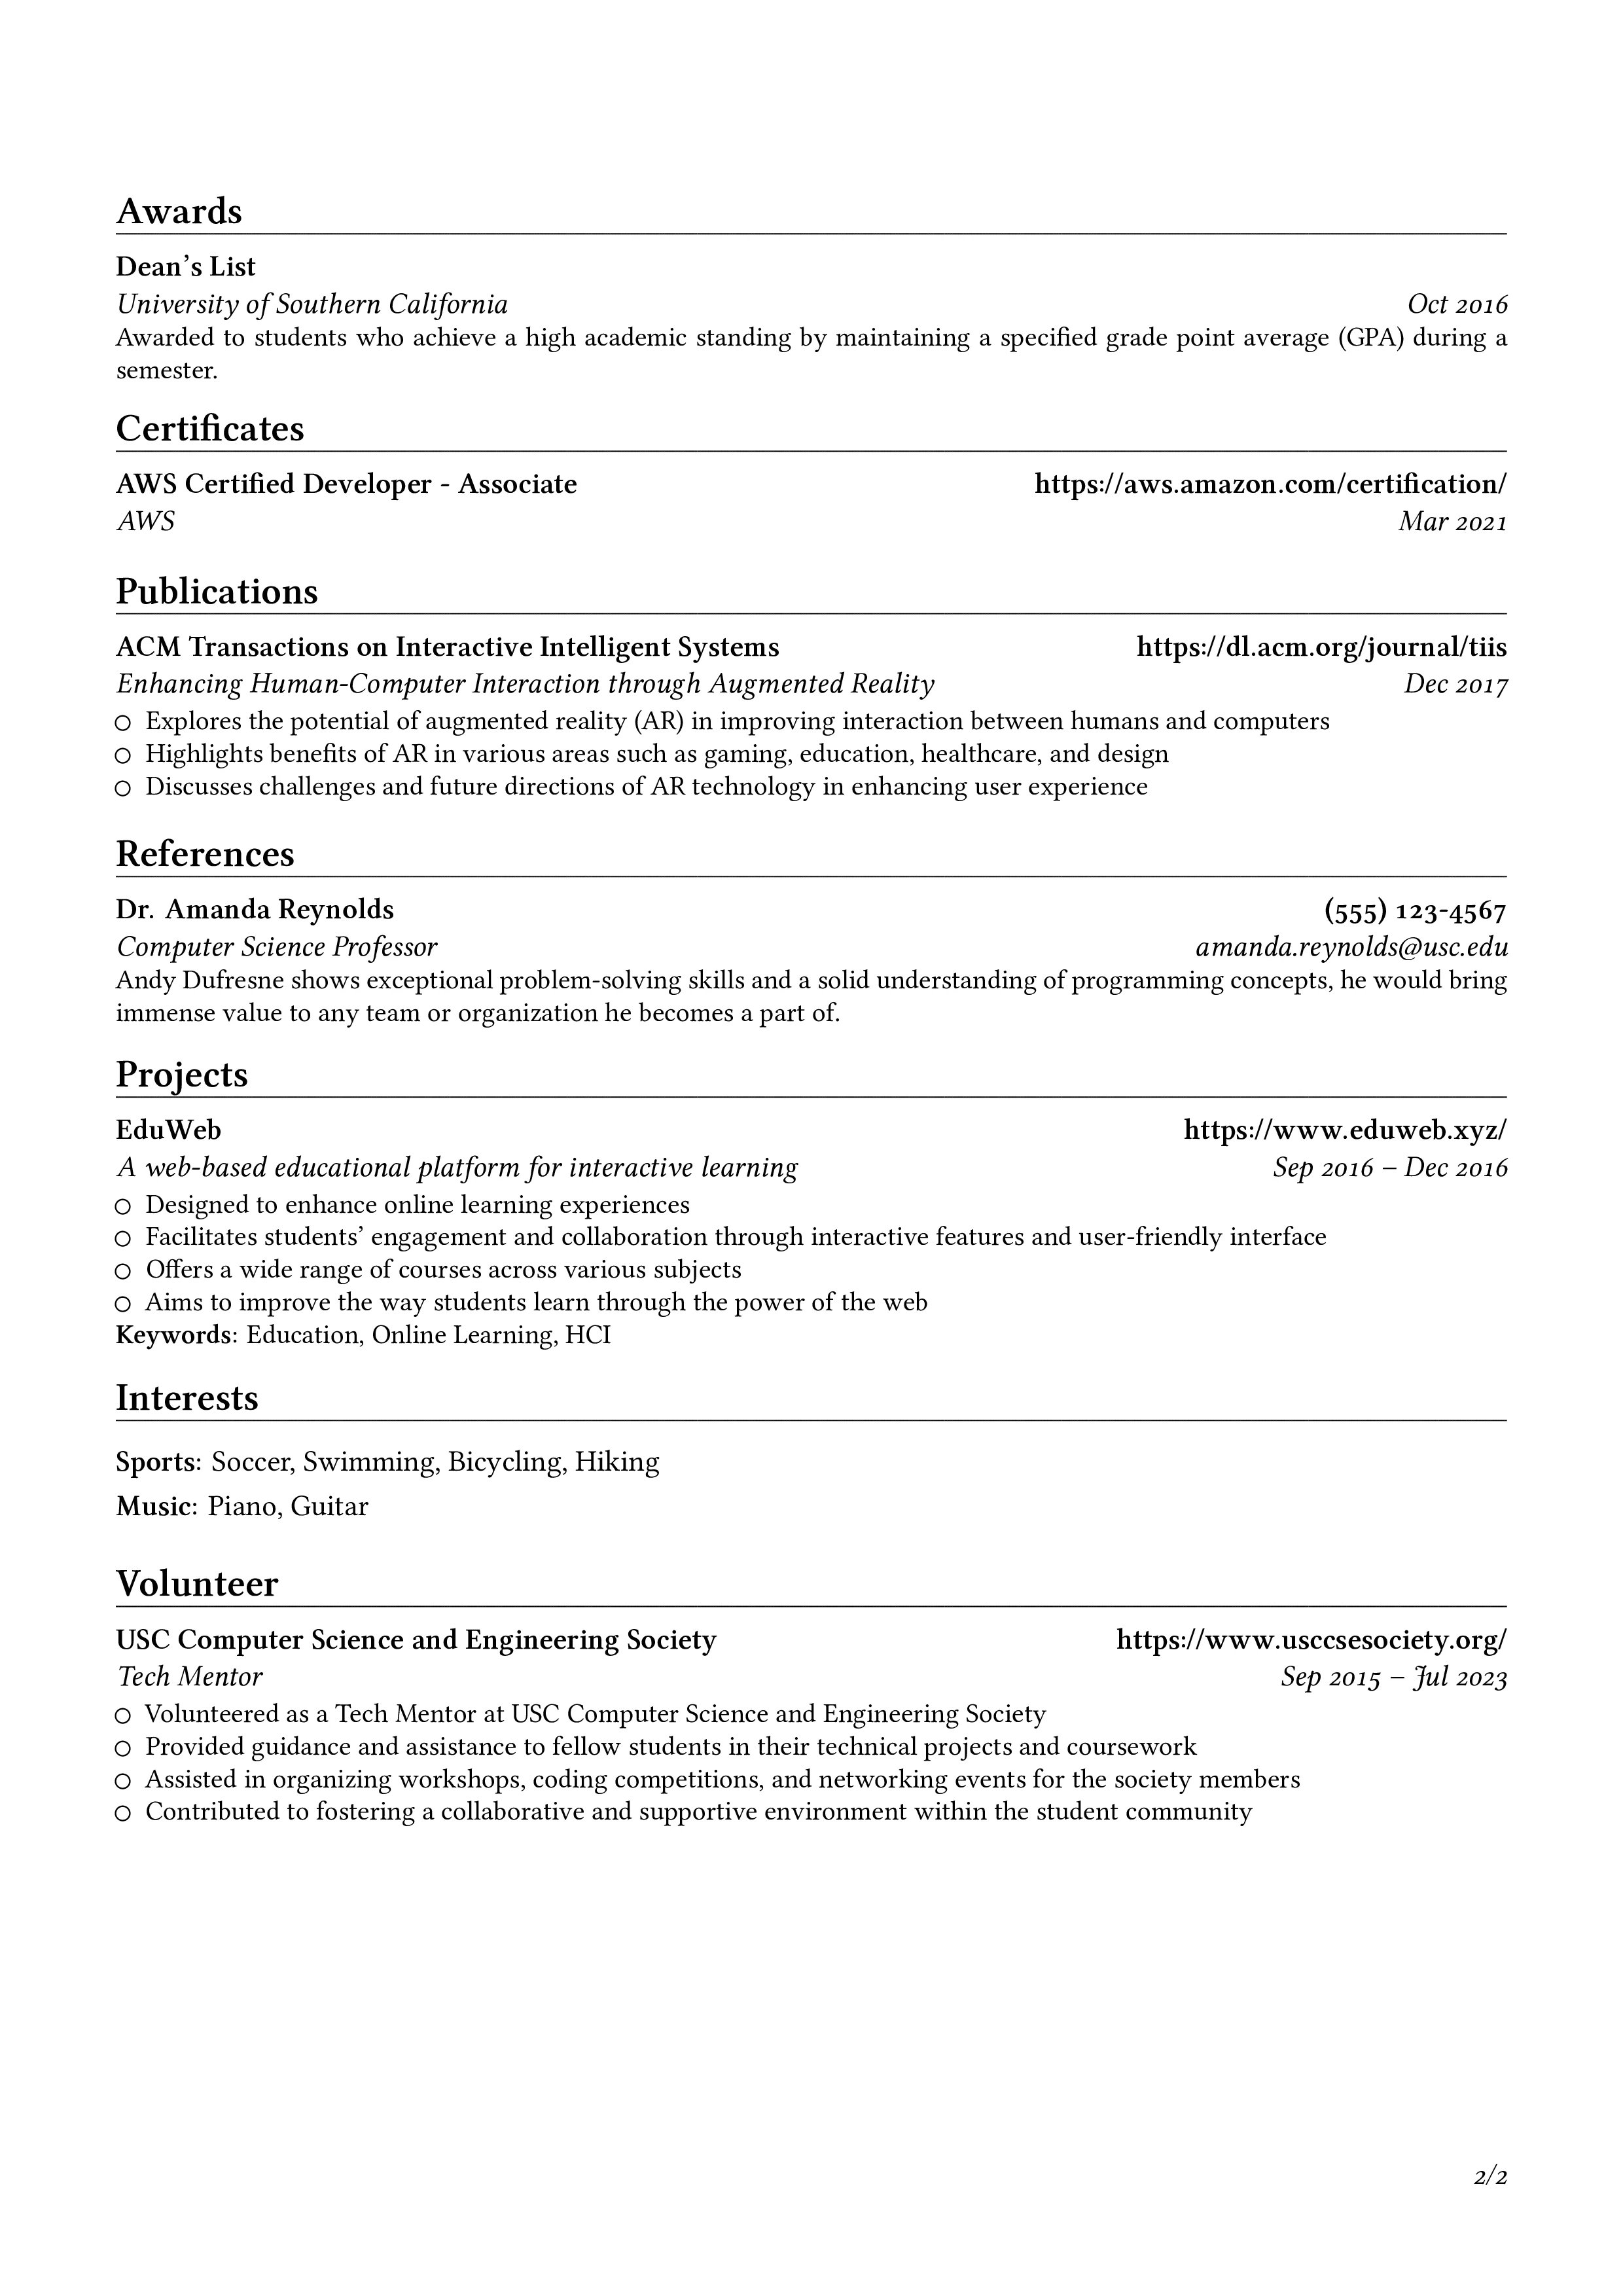 Awards
Dean’s List
University of Southern California Oct 2016
Awarded to students who achieve a high academic standing by maintaining a specified grade point average (GPA) during a
semester.
Certificates
AWS Certified Developer - Associate https://aws.amazon.com/certification/
AWS Mar 2021
Publications
ACM Transactions on Interactive Intelligent Systems https://dl.acm.org/journal/tiis
Enhancing Human-Computer Interaction through Augmented Reality Dec 2017
○ Explores the potential of augmented reality (AR) in improving interaction between humans and computers
○ Highlights benefits of AR in various areas such as gaming, education, healthcare, and design
○ Discusses challenges and future directions of AR technology in enhancing user experience
References
Dr. Amanda Reynolds (555) 123-4567
Computer Science Professor amanda.reynolds@usc.edu
Andy Dufresne shows exceptional problem-solving skills and a solid understanding of programming concepts, he would bring
immense value to any team or organization he becomes a part of.
Projects
EduWeb https://www.eduweb.xyz/
A web-based educational platform for interactive learning Sep 2016 – Dec 2016
○ Designed to enhance online learning experiences
○ Facilitates students’ engagement and collaboration through interactive features and user-friendly interface
○ Offers a wide range of courses across various subjects
○ Aims to improve the way students learn through the power of the web
Keywords: Education, Online Learning, HCI
Interests
Sports: Soccer, Swimming, Bicycling, Hiking
Music: Piano, Guitar
Volunteer
USC Computer Science and Engineering Society https://www.usccsesociety.org/
Tech Mentor Sep 2015 – Jul 2023
○ Volunteered as a Tech Mentor at USC Computer Science and Engineering Society
○ Provided guidance and assistance to fellow students in their technical projects and coursework
○ Assisted in organizing workshops, coding competitions, and networking events for the society members
○ Contributed to fostering a collaborative and supportive environment within the student community
2/2